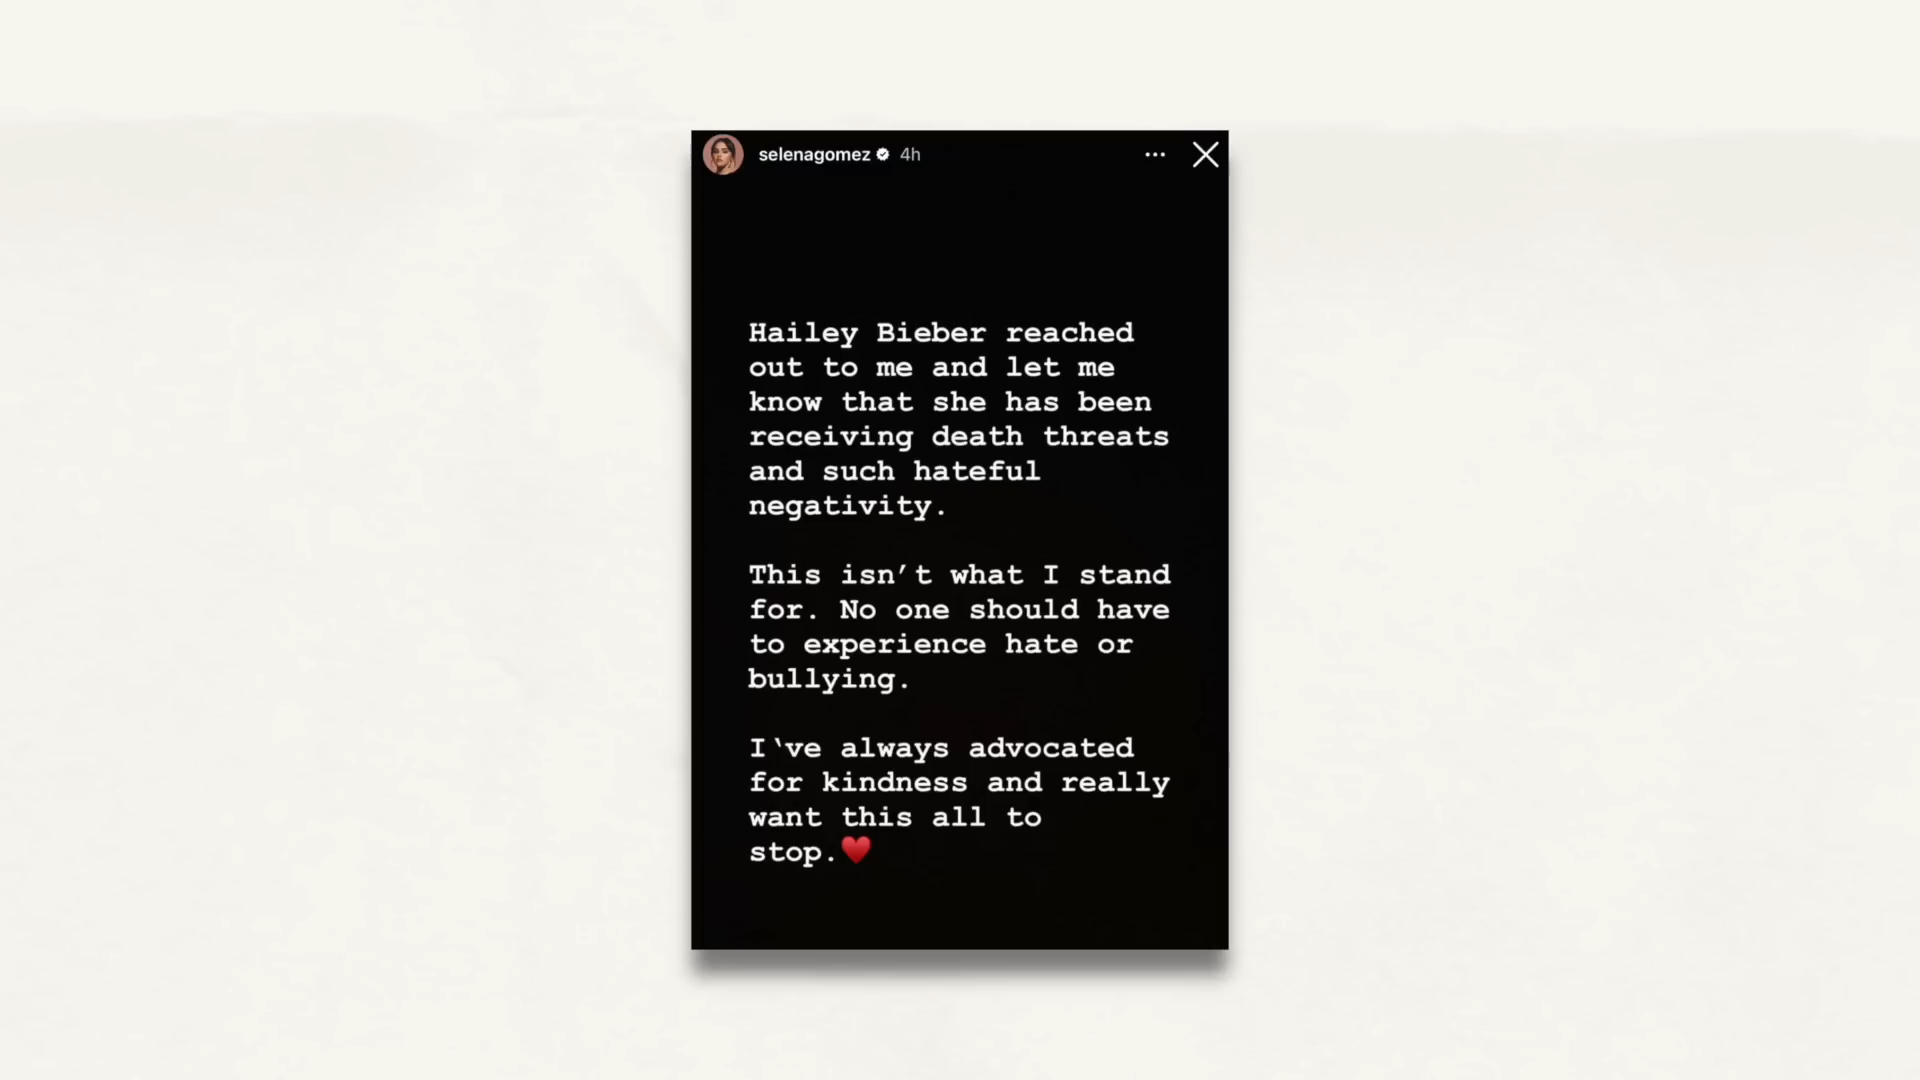 selenagomez 4h
Hailey Bieber reached
out to me and let me
know that she has been
receiving death threats
and such hateful
negativity.
This isn’t what I stand
for. No one should have
to experience hate or
bullying.
I‘ve always advocated
for kindness and really
want this all to
stop.❤️